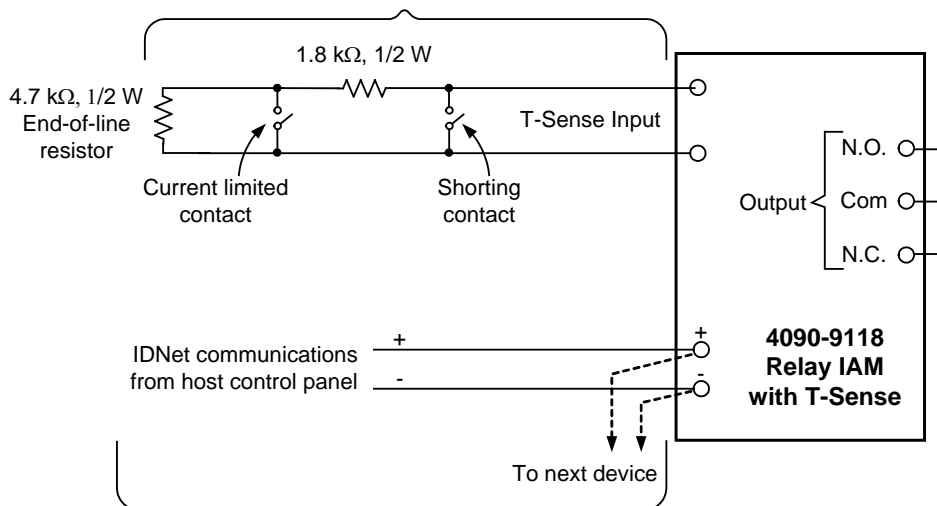 1.8 kΩ, 1/2 W
4.7 kΩ, 1/2 W
End-of-line
resistor
T-Sense Input
Current limited
contact
Shorting
contact
N.O.
Output
Com
N.C.
+
+
IDNet communications
from host control panel
-
-
4090-9118
Relay IAM
with T-Sense
To next device